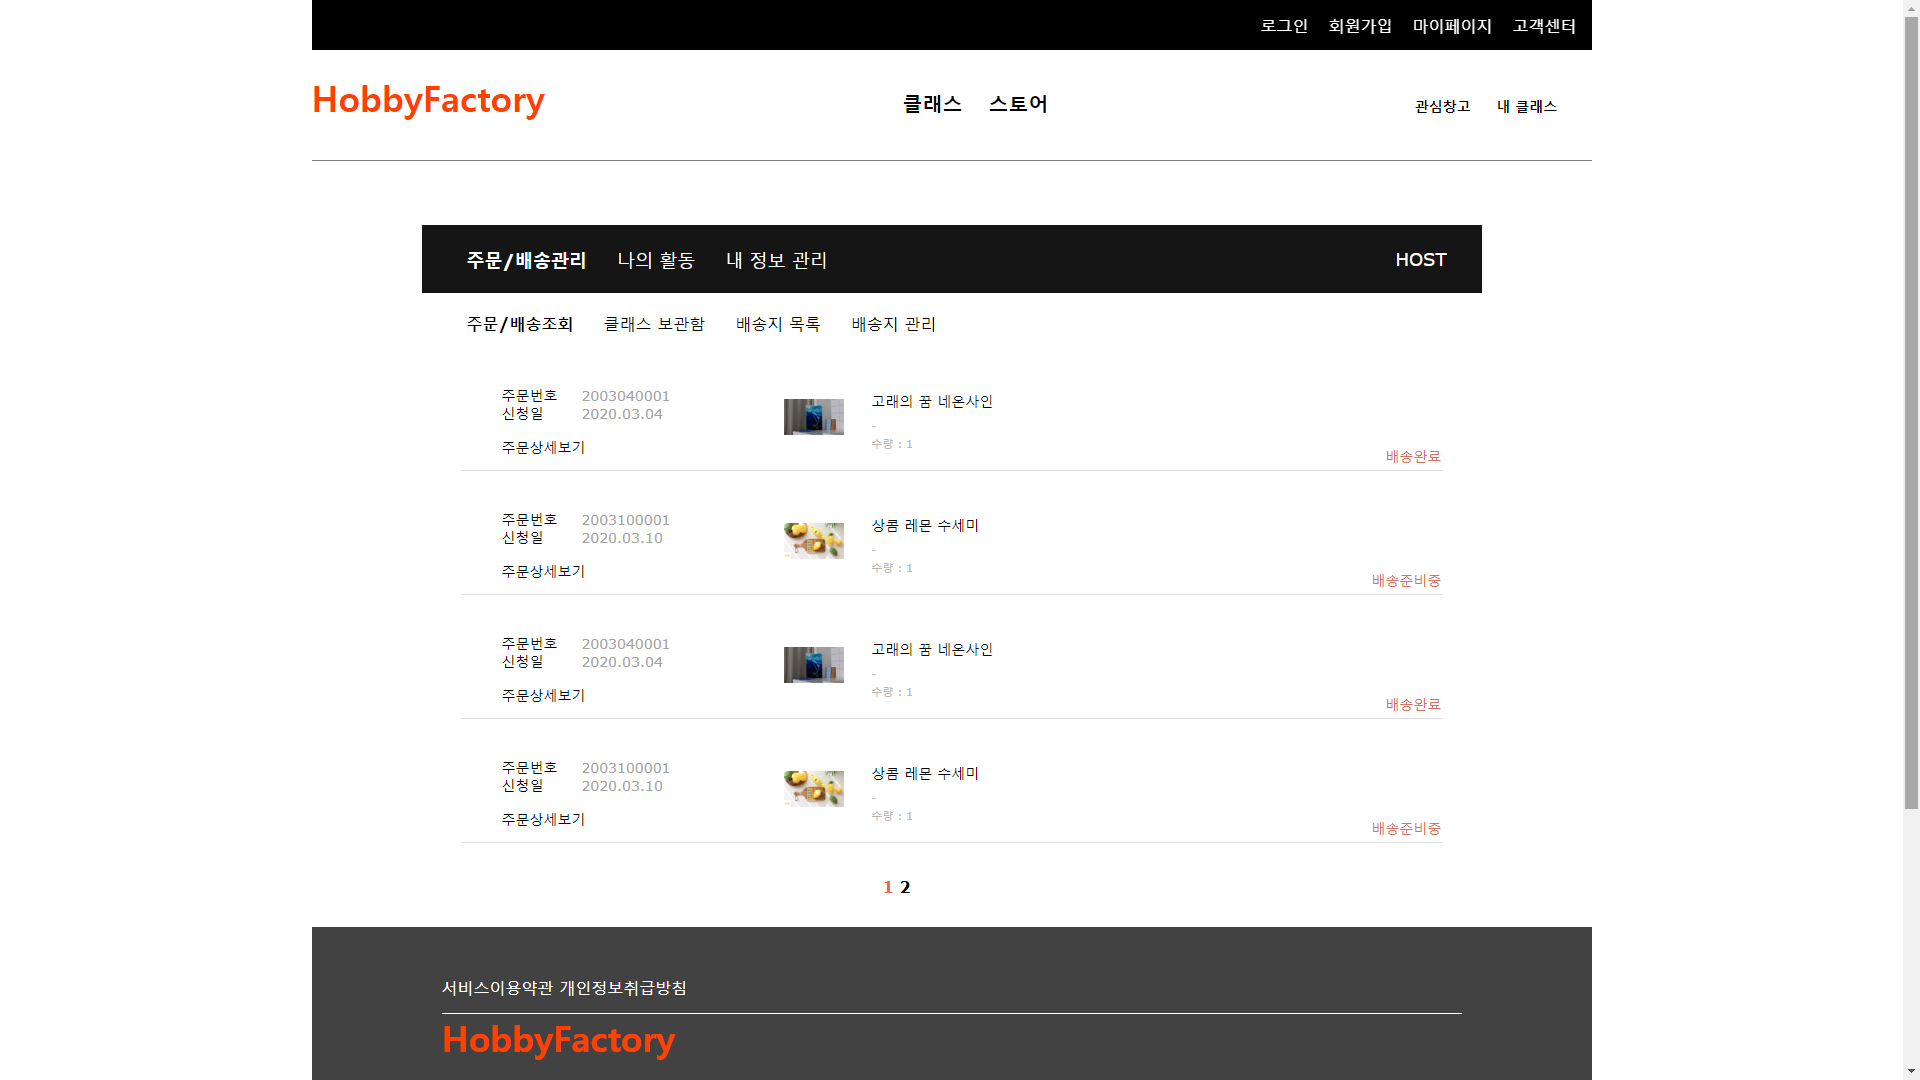 로그인 회원가입 마이페이지 고객센터
HobbyFactory 클래스 스토어 관심창고 내 클래스
주문/배송관리 나의 활동 내 정보 관리 HOST
주문/배송조회 클래스 보관함 배송지 목록 배송지 관리
주문번호 2003040001
신청일 2020.03.04
주문상세보기
고래의 꿈 네온사인
-
수량 : 1
배송완료
주문번호 2003100001
신청일 2020.03.10
주문상세보기
상콤 레몬 수세미
-
수량 : 1
배송준비중
주문번호 2003040001
신청일 2020.03.04
주문상세보기
고래의 꿈 네온사인
-
수량 : 1
배송완료
주문번호 2003100001
신청일 2020.03.10
주문상세보기
상콤 레몬 수세미
-
수량 : 1
배송준비중
1 2
서비스이용약관 개인정보취급방침
HobbyFactory